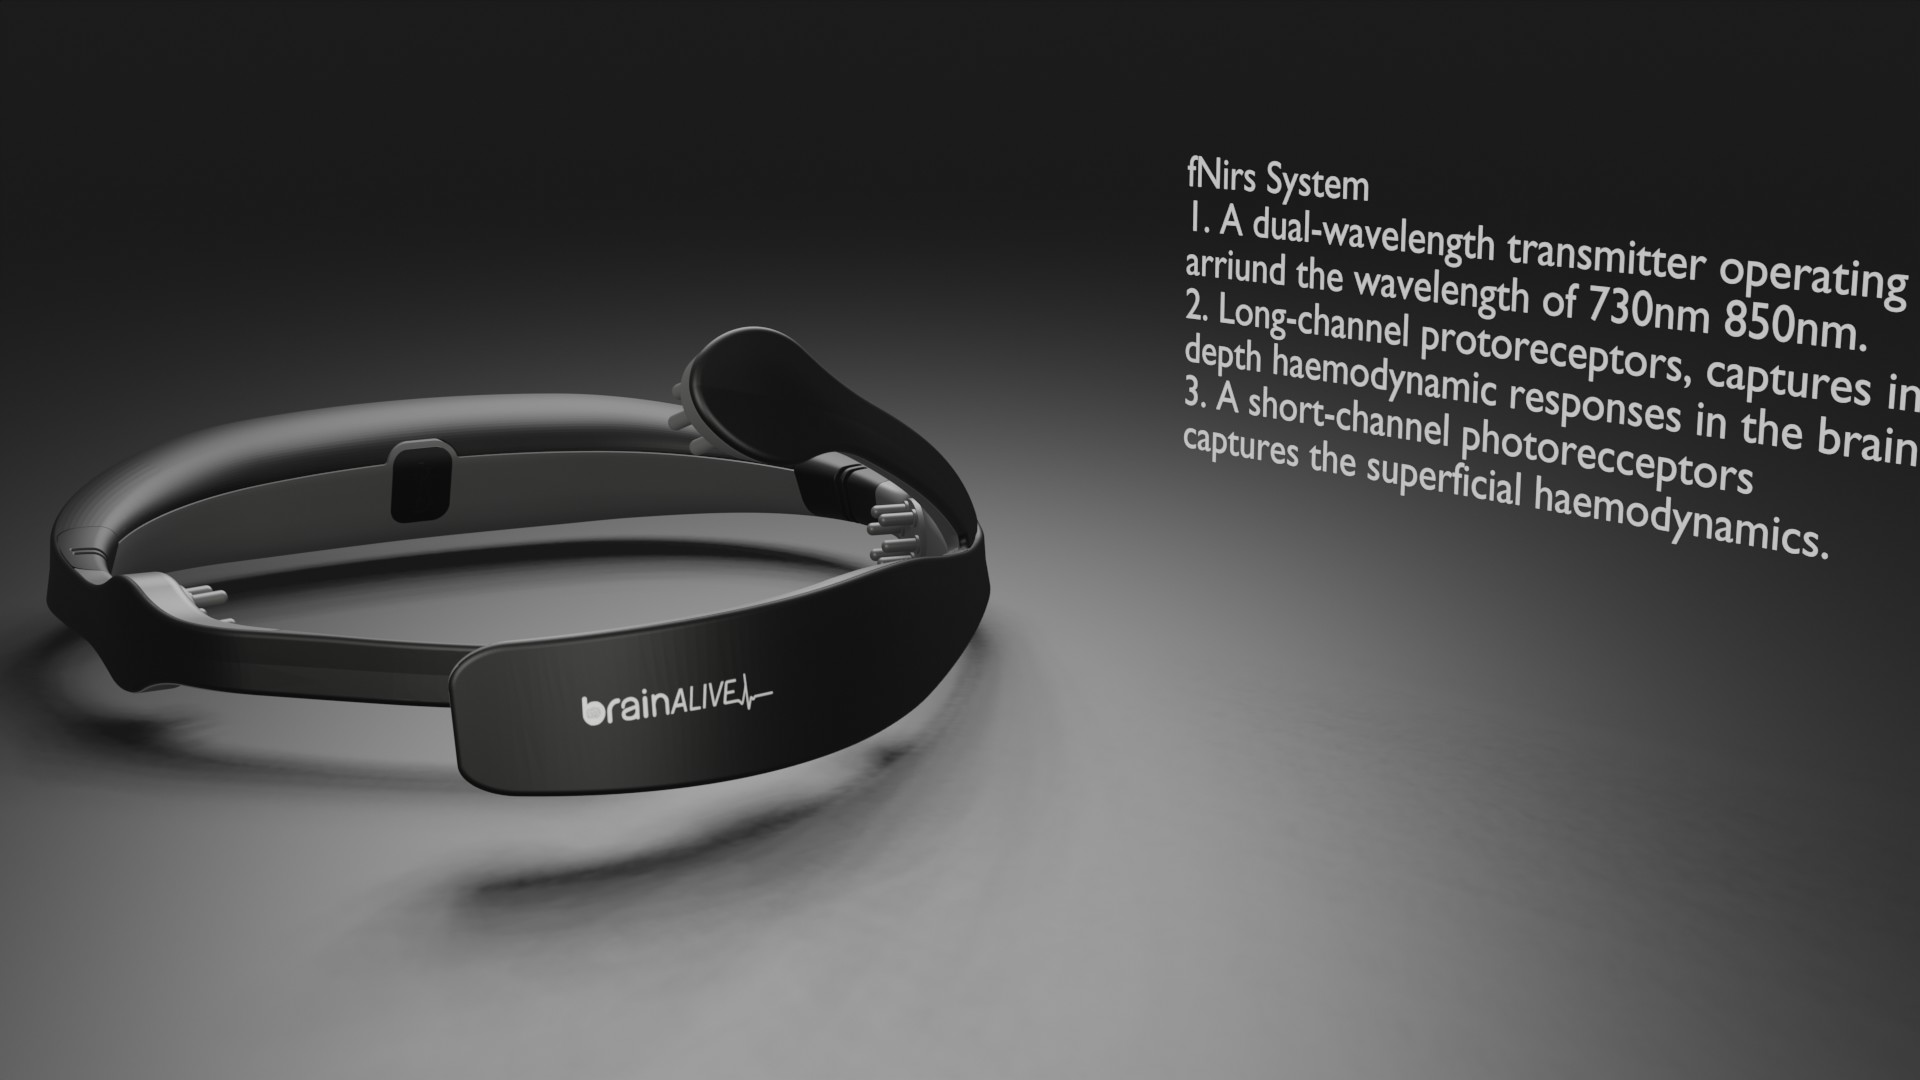 fNirs System
1. A dual-wavelength transmitter operating
arriund the wavelength of 730nm 850nm.
2. Long-channel protoreceptors, captures in
depth haemodynamic responses in the brain
3. A short-channel photorecceptors
captures the superficial haemodynamics.
brainALIVE